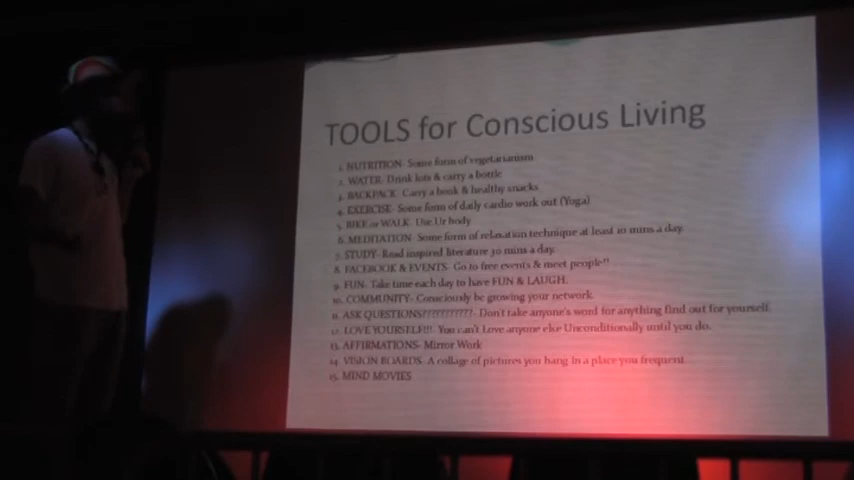 TOOLS for Conscious Living
1. NUTRITION- Some form of vegetarianism
2. WATER- Drink lots & carry a bottle
3. BACKPACK- Carry a book & healthy snacks
4. EXERCISE- Some form of daily cardio work out (Yoga)
5. BIKE or WALK- Use Ur body
6. MEDITATION- Some form of relaxation technique at least 10 mins a day.
7. STUDY- Read inspired literature 30 mins a day.
8. FACEBOOK & EVENTS- Go to free events & meet people!!
9. FUN- Take time each day to have FUN & LAUGH.
10. COMMUNITY- Consciously be growing your network.
11. ASK QUESTIONS??????????- Don't take anyone's word for anything find out for yourself.
12. LOVE YOURSELF!!!- You can't Love anyone else Unconditionally until you do.
13. AFFIRMATIONS- Mirror Work
14. VISION BOARDS- A collage of pictures you hang in a place you frequent...
15. MIND MOVIES